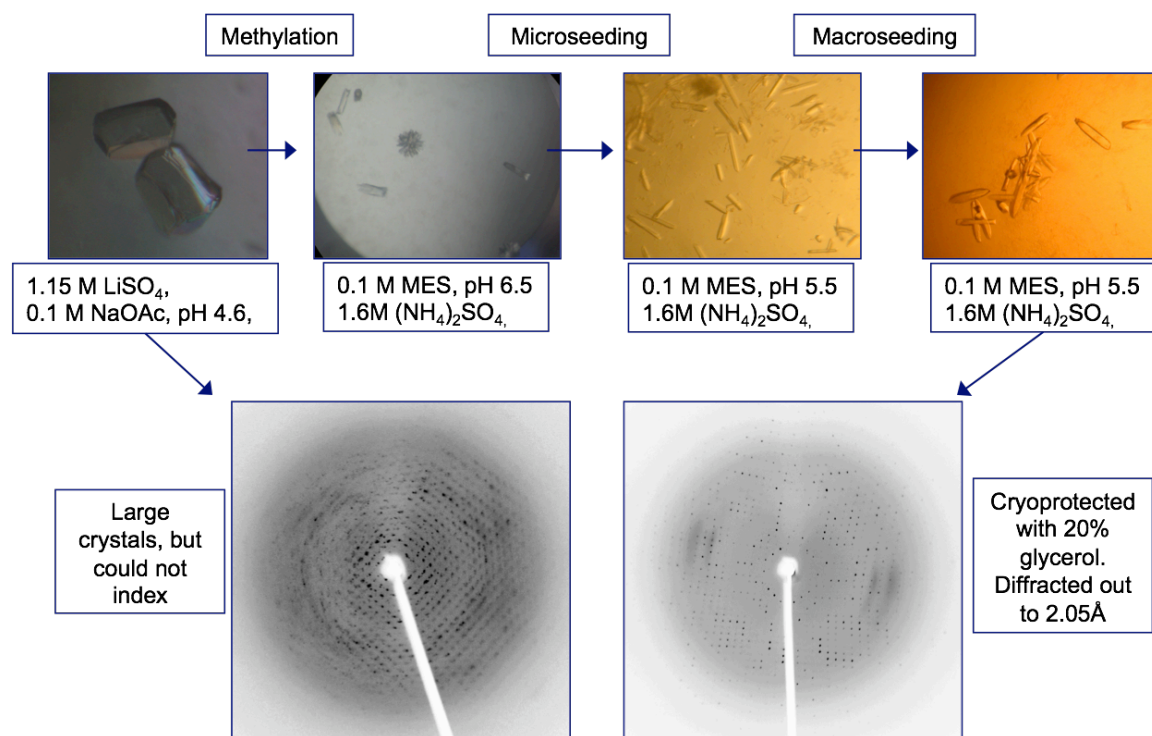 Methylation
Microseeding
Macroseeding
1.15 M LiSO₄,
0.1 M NaOAc, pH 4.6,
0.1 M MES, pH 6.5
1.6M (NH₄)₂SO₄,
0.1 M MES, pH 5.5
1.6M (NH₄)₂SO₄,
0.1 M MES, pH 5.5
1.6M (NH₄)₂SO₄,
Large
crystals, but
could not
index
Cryoprotected
with 20%
glycerol.
Diffracted out
to 2.05Å